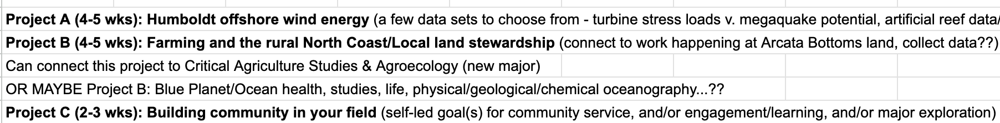 Project A (4-5 wks): Humboldt offshore wind energy (a few data sets to choose from - turbine stress loads v. megaquake potential, artificial reef data/
Project B (4-5 wks): Farming and the rural North Coast/Local land stewardship (connect to work happening at Arcata Bottoms land, collect data??)
Can connect this project to Critical Agriculture Studies & Agroecology (new major)
OR MAYBE Project B: Blue Planet/Ocean health, studies, life, physical/geological/chemical oceanography...??
Project C (2-3 wks): Building community in your field (self-led goal(s) for community service, and/or engagement/learning, and/or major exploration)